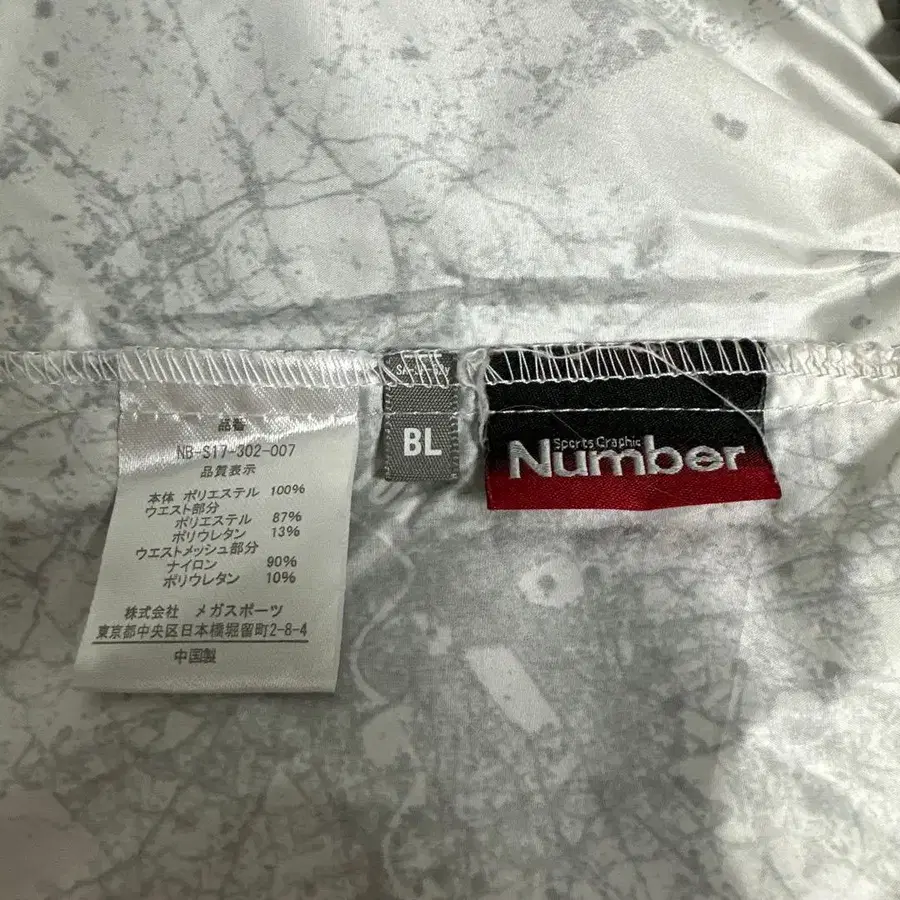 品番
NB-S17-302-007
品質表示
本体 ポリエステル 100%
ウエスト部分
ポリエステル 87%
ポリウレタン 13%
ウエストメッシュ部分
ナイロン 90%
ポリウレタン 10%
株式会社 メガスポーツ
東京都中央区日本橋堀留町2-8-4
中国製
BL
Sports Graphic
Number